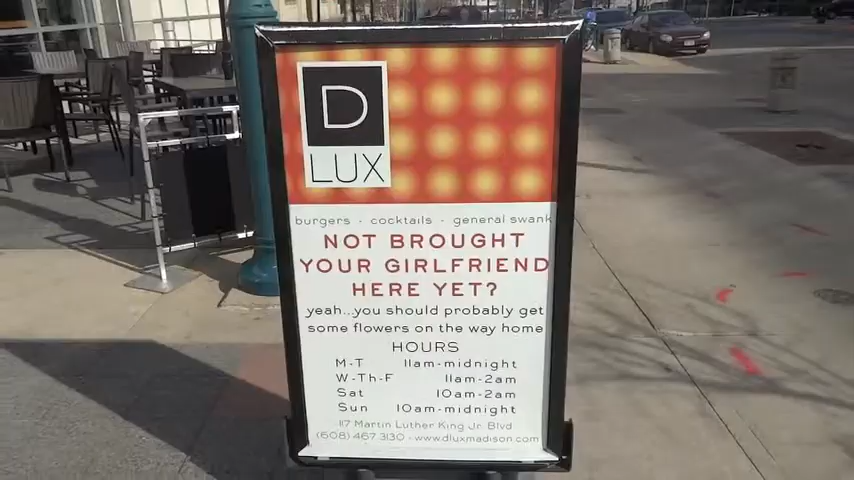 D
LUX
burgers - cocktails - general swank
NOT BROUGHT
YOUR GIRLFRIEND
HERE YET?
yeah...you should probably get
some flowers on the way home
HOURS
M-T 11am-midnight
W-Th-F 11am-2am
Sat 10am-2am
Sun 10am-midnight
117 Martin Luther King Jr. Blvd
(608) 467.3130 - www.dluxmadison.com